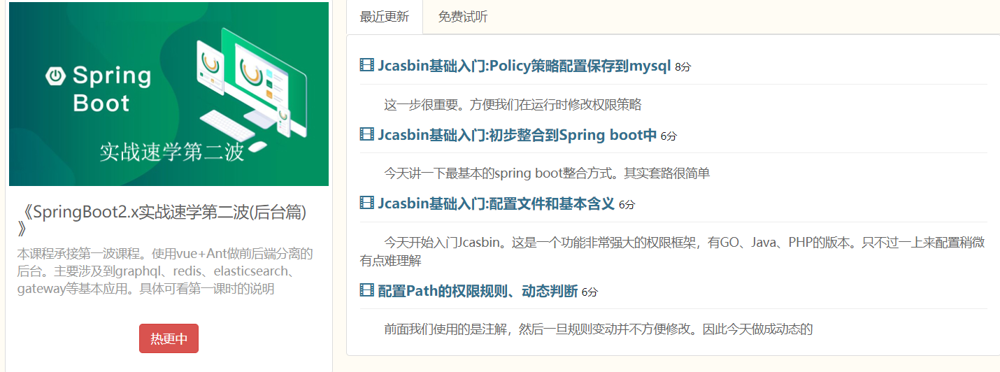 Spring
Boot
实战速学第二波
《SpringBoot2.x实战速学第二波(后台篇)
》
本课程承接第一波课程。使用vue+Ant做前后端分离的
后台。主要涉及到graphql、redis、elasticsearch、
gateway等基本应用。具体可看第一课时的说明
热更中
最近更新 免费试听
Jcasbin基础入门:Policy策略配置保存到mysql 8分
这一步很重要。方便我们在运行时修改权限策略
Jcasbin基础入门:初步整合到Spring boot中 6分
今天讲一下最基本的spring boot整合方式。其实套路很简单
Jcasbin基础入门:配置文件和基本含义 6分
今天开始入门Jcasbin。这是一个功能非常强大的权限框架，有GO、Java、PHP的版本。只不过一上来配置稍微
有点难理解
配置Path的权限规则、动态判断 6分
前面我们使用的是注解，然后一旦规则变动并不方便修改。因此今天做成动态的